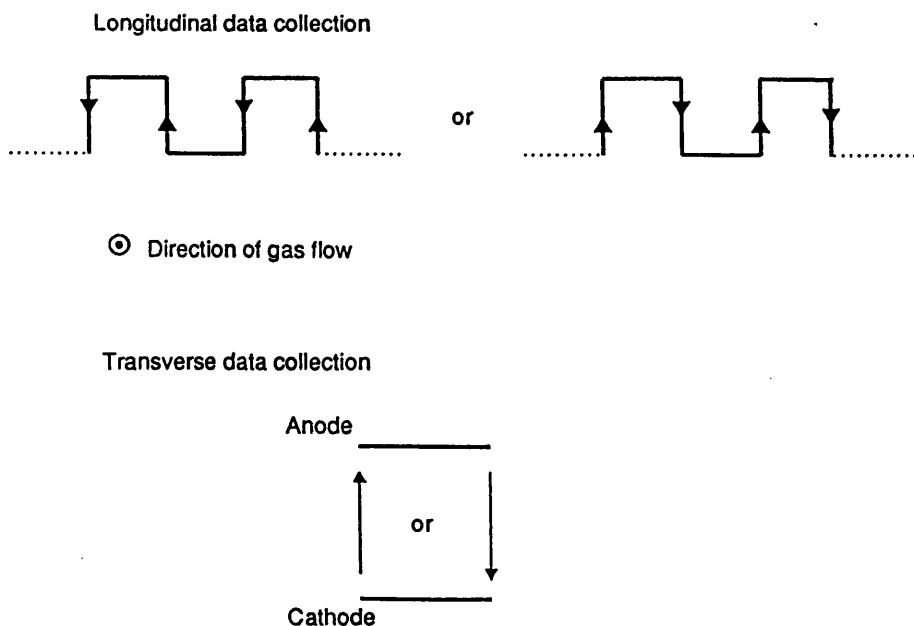 Longitudinal data collection
or
Direction of gas flow
Transverse data collection
Anode
or
Cathode